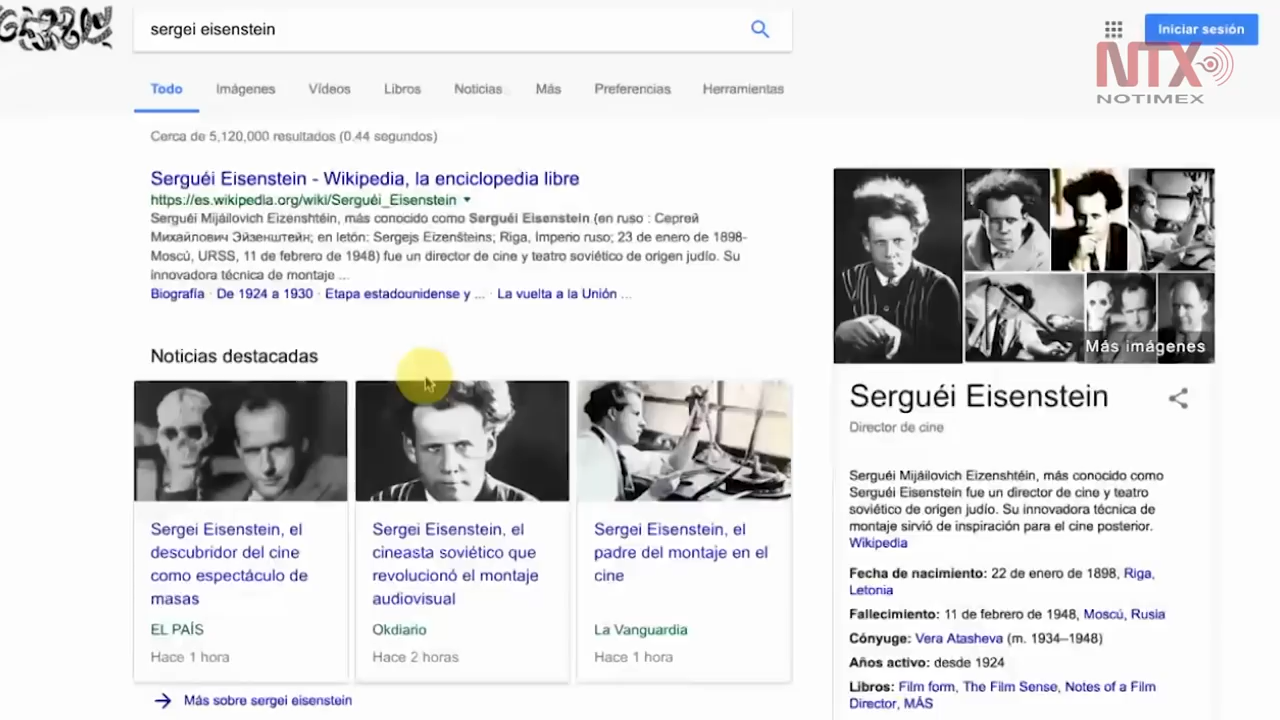 sergei eisenstein
Iniciar sesión
NTX
NOTIMEX
Todo Imágenes Vídeos Libros Noticias Más Preferencias Herramientas
Cerca de 5,120,000 resultados (0.44 segundos)
Serguéi Eisenstein - Wikipedia, la enciclopedia libre
https://es.wikipedia.org/wiki/Serguéi_Eisenstein
Serguéi Mijáilovich Eizenshtéin, más conocido como Serguéi Eisenstein (en ruso : Сергей
Михайлович Эйзенштейн; en letón: Sergejs Eizenšteins; Riga, Imperio ruso; 23 de enero de 1898-
Moscú, URSS, 11 de febrero de 1948) fue un director de cine y teatro soviético de origen judío. Su
innovadora técnica de montaje ...
Biografía · De 1924 a 1930 · Etapa estadounidense y ... · La vuelta a la Unión ...
Noticias destacadas
Sergei Eisenstein, el
descubridor del cine
como espectáculo de
masas
EL PAÍS
Hace 1 hora
Sergei Eisenstein, el
cineasta soviético que
revolucionó el montaje
audiovisual
Okdiario
Hace 2 horas
Sergei Eisenstein, el
padre del montaje en el
cine
La Vanguardia
Hace 1 hora
Más sobre sergei eisenstein
Más imágenes
Serguéi Eisenstein
Director de cine
Serguéi Mijáilovich Eizenshtéin, más conocido como
Serguéi Eisenstein fue un director de cine y teatro
soviético de origen judío. Su innovadora técnica de
montaje sirvió de inspiración para el cine posterior.
Wikipedia
Fecha de nacimiento: 22 de enero de 1898, Riga,
Letonia
Fallecimiento: 11 de febrero de 1948, Moscú, Rusia
Cónyuge: Vera Atasheva (m. 1934–1948)
Años activo: desde 1924
Libros: Film form, The Film Sense, Notes of a Film
Director, MÁS